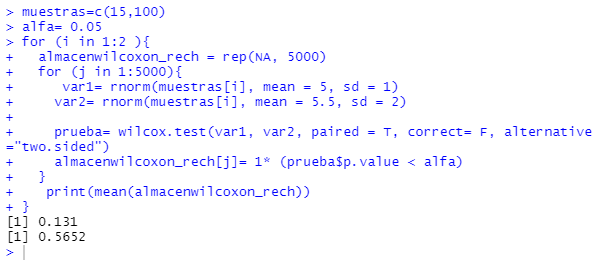 > muestras=c(15,100)
> alfa= 0.05
> for (i in 1:2 ){
+   almacenwilcoxon_rech = rep(NA, 5000)
+   for (j in 1:5000){
+      var1= rnorm(muestras[i], mean = 5, sd = 1)
+     var2= rnorm(muestras[i], mean = 5.5, sd = 2)
+
+     prueba= wilcox.test(var1, var2, paired = T, correct= F, alternative
="two.sided")
+     almacenwilcoxon_rech[j]= 1* (prueba$p.value < alfa)
+   }
+    print(mean(almacenwilcoxon_rech))
+ }
[1] 0.131
[1] 0.5652
>